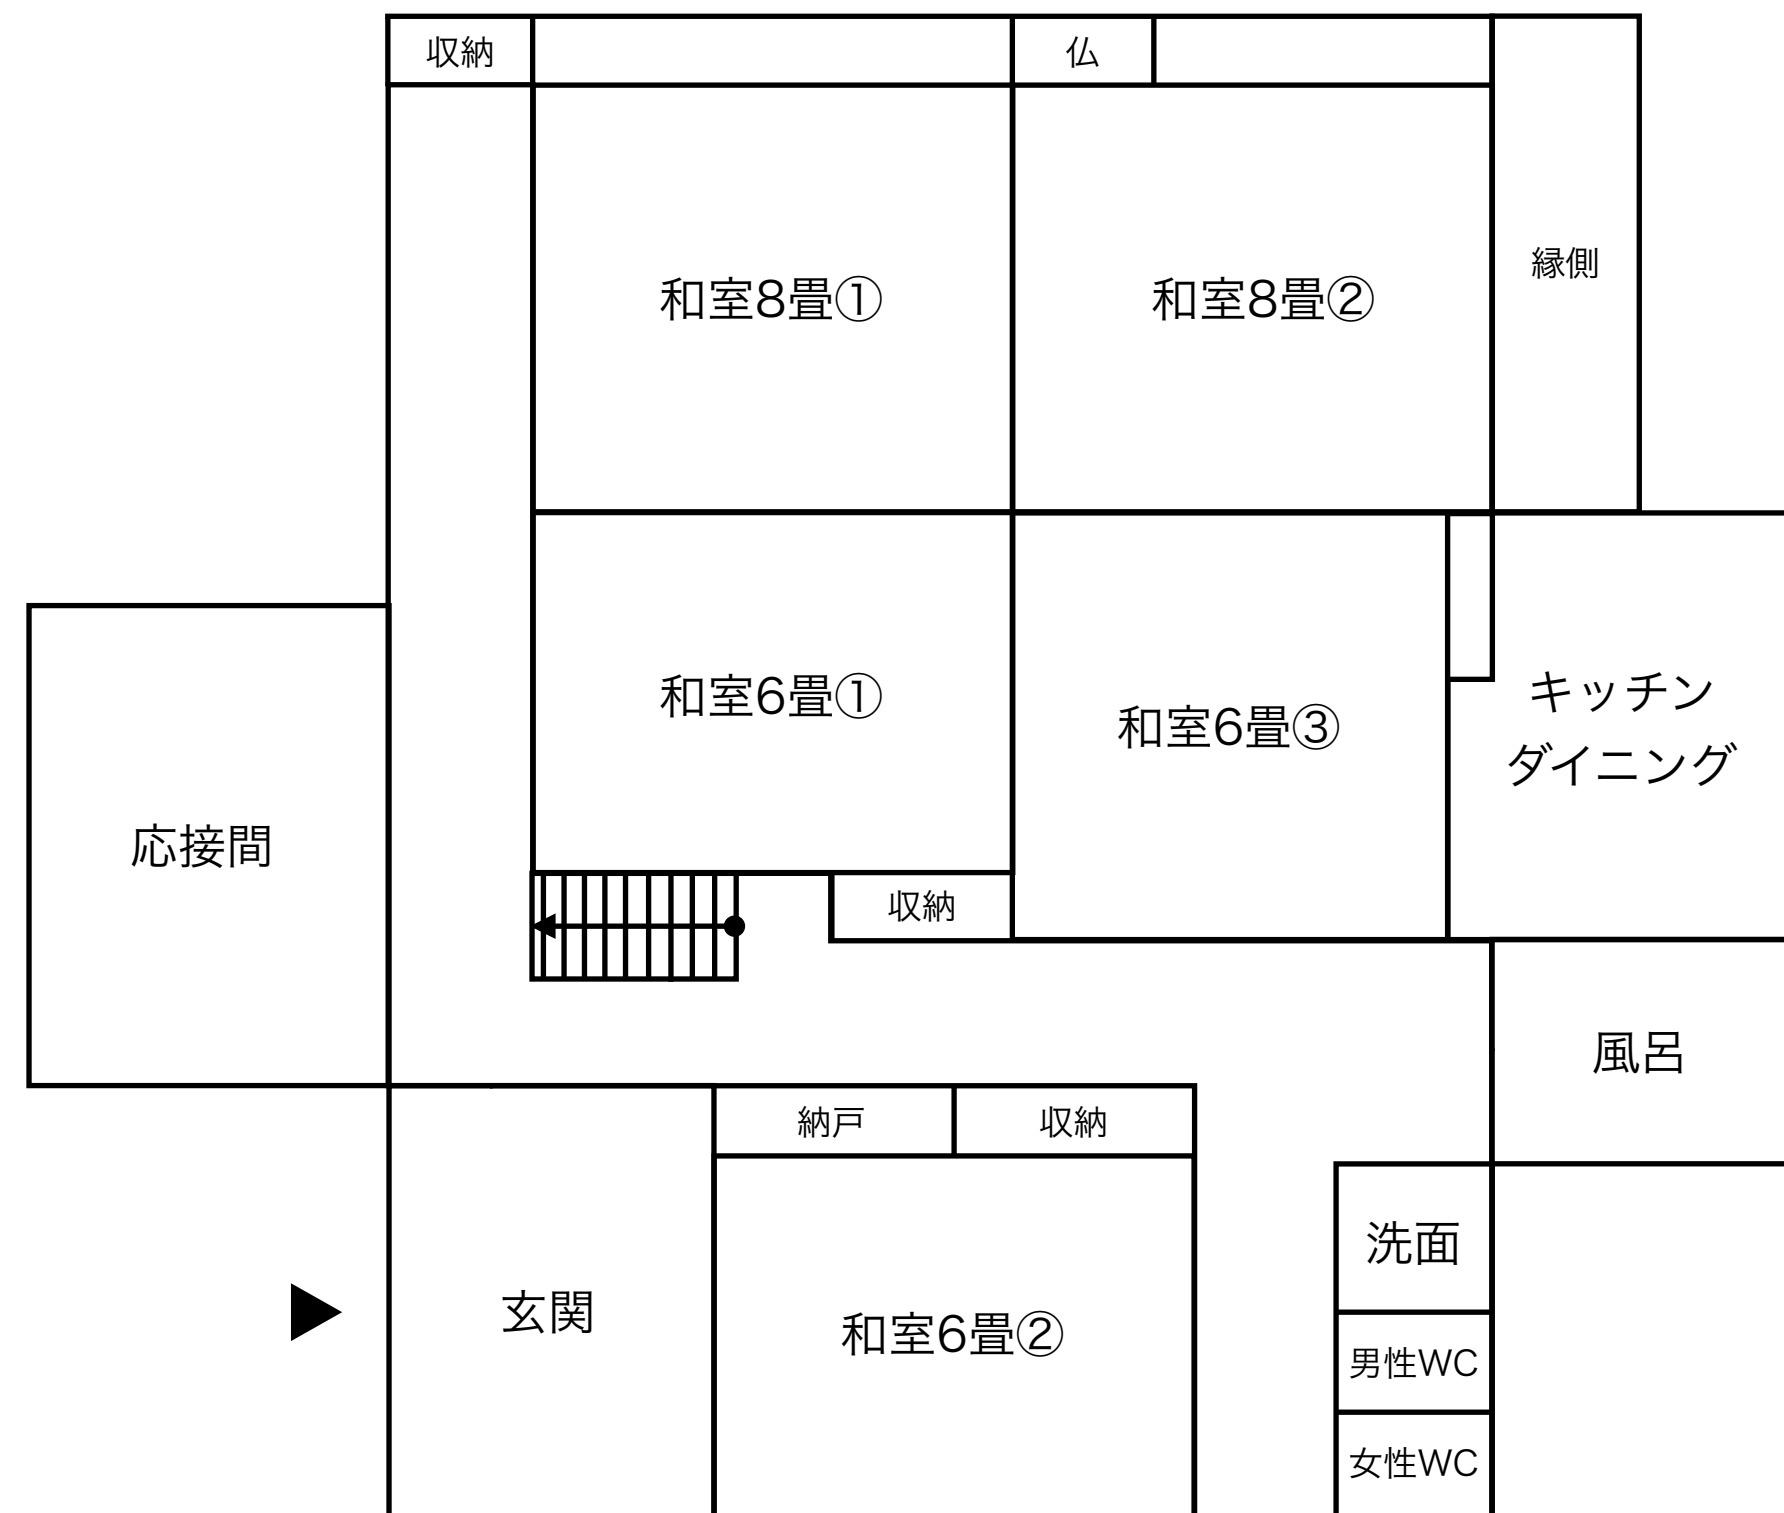 収納
仏
縁側
和室8畳①
和室8畳②
和室6畳①
和室6畳③
キッチン
ダイニング
応接間
収納
風呂
納戸
収納
洗面
玄関
和室6畳②
男性WC
女性WC